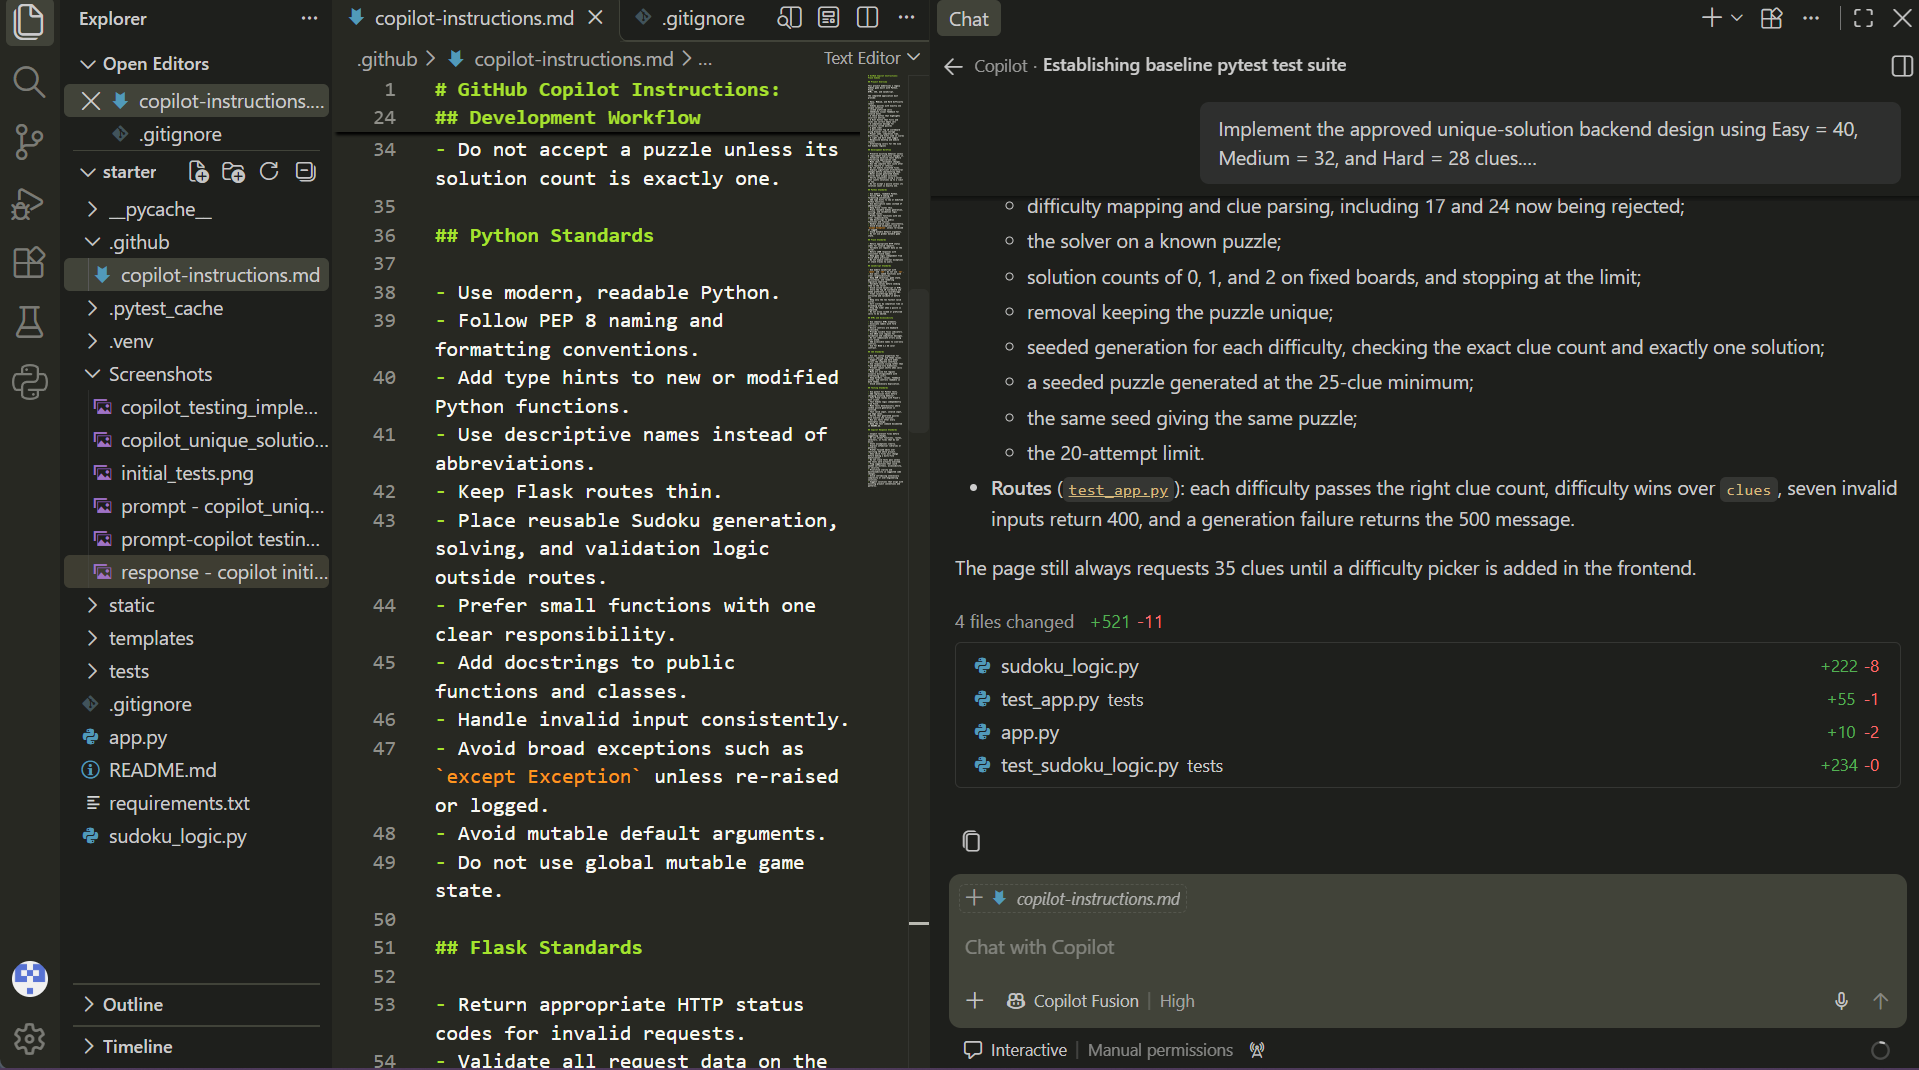 Explorer
Open Editors
copilot-instructions....
.gitignore
starter
__pycache__
.github
copilot-instructions.md
.pytest_cache
.venv
Screenshots
copilot_testing_imple...
copilot_unique_solutio...
initial_tests.png
prompt - copilot_uniq...
prompt-copilot testin...
response - copilot initi...
static
templates
tests
.gitignore
app.py
README.md
requirements.txt
sudoku_logic.py
Outline
Timeline
copilot-instructions.md
.gitignore
.github > copilot-instructions.md > ...
Text Editor
1 # GitHub Copilot Instructions:
24 ## Development Workflow
34 - Do not accept a puzzle unless its
solution count is exactly one.
35
36 ## Python Standards
37
38 - Use modern, readable Python.
39 - Follow PEP 8 naming and
formatting conventions.
40 - Add type hints to new or modified
Python functions.
41 - Use descriptive names instead of
abbreviations.
42 - Keep Flask routes thin.
43 - Place reusable Sudoku generation,
solving, and validation logic
outside routes.
44 - Prefer small functions with one
clear responsibility.
45 - Add docstrings to public
functions and classes.
46 - Handle invalid input consistently.
47 - Avoid broad exceptions such as
`except Exception` unless re-raised
or logged.
48 - Avoid mutable default arguments.
49 - Do not use global mutable game
state.
50
51 ## Flask Standards
52
53 - Return appropriate HTTP status
codes for invalid requests.
54 - Validate all request data on the
Chat
Copilot · Establishing baseline pytest test suite
Implement the approved unique-solution backend design using Easy = 40,
Medium = 32, and Hard = 28 clues....
difficulty mapping and clue parsing, including 17 and 24 now being rejected;
the solver on a known puzzle;
solution counts of 0, 1, and 2 on fixed boards, and stopping at the limit;
removal keeping the puzzle unique;
seeded generation for each difficulty, checking the exact clue count and exactly one solution;
a seeded puzzle generated at the 25-clue minimum;
the same seed giving the same puzzle;
the 20-attempt limit.
Routes (test_app.py): each difficulty passes the right clue count, difficulty wins over clues, seven invalid
inputs return 400, and a generation failure returns the 500 message.
The page still always requests 35 clues until a difficulty picker is added in the frontend.
4 files changed +521 -11
sudoku_logic.py +222 -8
test_app.py tests +55 -1
app.py +10 -2
test_sudoku_logic.py tests +234 -0
copilot-instructions.md
Chat with Copilot
Copilot Fusion | High
Interactive | Manual permissions